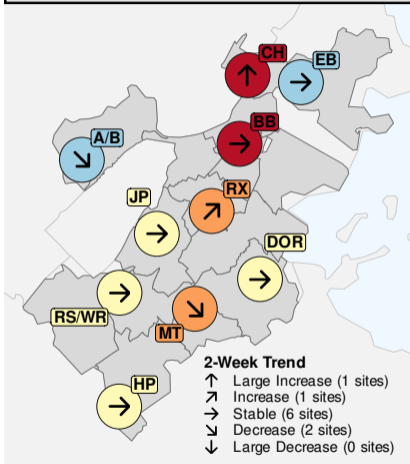 CH
EB
BB
A/B
RX
JP
DOR
RS/WR
MT
HP
2-Week Trend
↑ Large Increase (1 sites)
↗ Increase (1 sites)
→ Stable (6 sites)
↘ Decrease (2 sites)
↓ Large Decrease (0 sites)